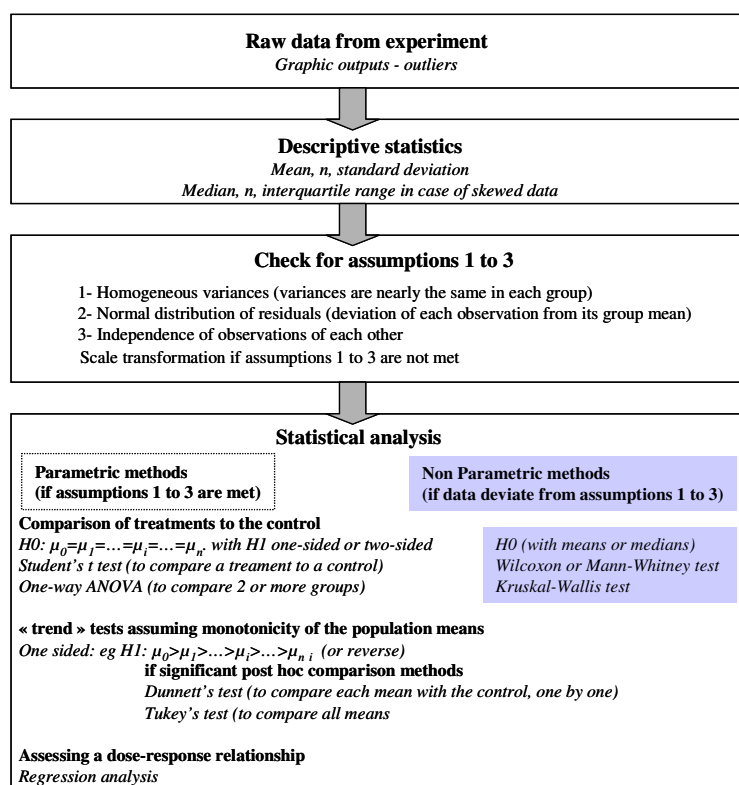 Raw data from experiment
Graphic outputs - outliers
Descriptive statistics
Mean, n, standard deviation
Median, n, interquartile range in case of skewed data
Check for assumptions 1 to 3
1- Homogeneous variances (variances are nearly the same in each group)
2- Normal distribution of residuals (deviation of each observation from its group mean)
3- Independence of observations of each other
Scale transformation if assumptions 1 to 3 are not met
Statistical analysis
Parametric methods
(if assumptions 1 to 3 are met)
Non Parametric methods
(if data deviate from assumptions 1 to 3)
Comparison of treatments to the control
H0: μ0=μ1=…=μi=…=μn. with H1 one-sided or two-sided
Student's t test (to compare a treament to a control)
One-way ANOVA (to compare 2 or more groups)
H0 (with means or medians)
Wilcoxon or Mann-Whitney test
Kruskal-Wallis test
« trend » tests assuming monotonicity of the population means
One sided: eg H1: μ0>μ1>…>μi>…>μn i (or reverse)
if significant post hoc comparison methods
Dunnett's test (to compare each mean with the control, one by one)
Tukey's test (to compare all means
Assessing a dose-response relationship
Regression analysis